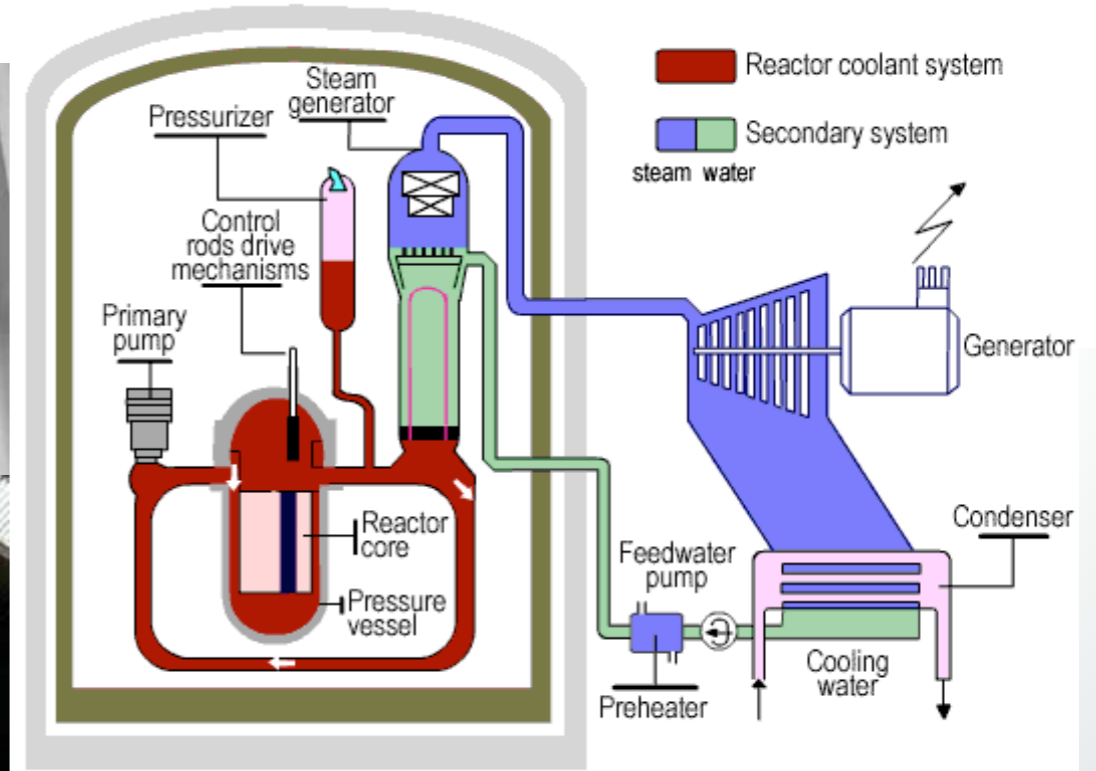 Reactor coolant system
Secondary system
steam water
Steam
generator
Pressurizer
Control
rods drive
mechanisms
Primary
pump
Generator
Reactor
core
Pressure
vessel
Condenser
Feedwater
pump
Cooling
water
Preheater